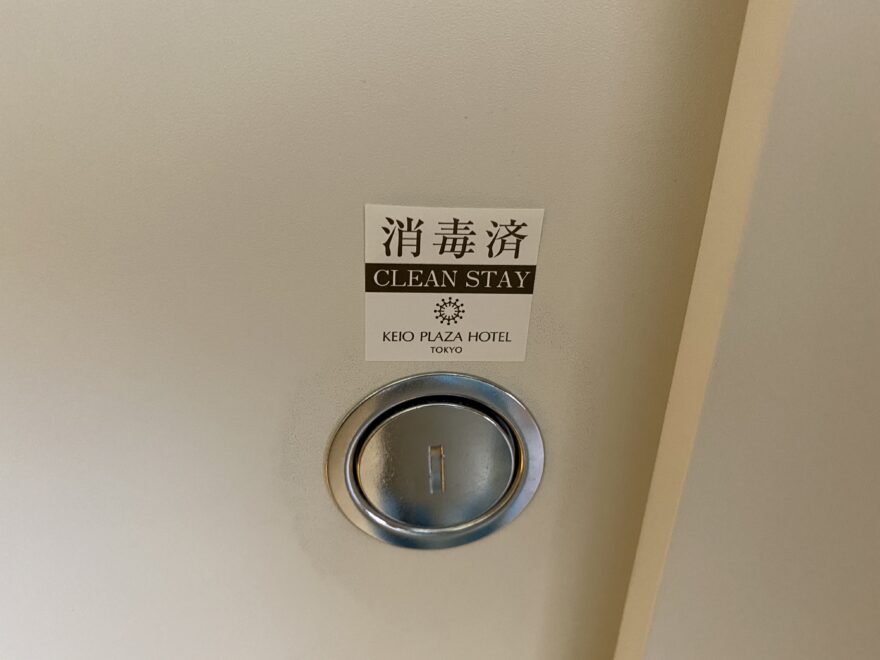 消毒済
CLEAN STAY
KEIO PLAZA HOTEL
TOKYO